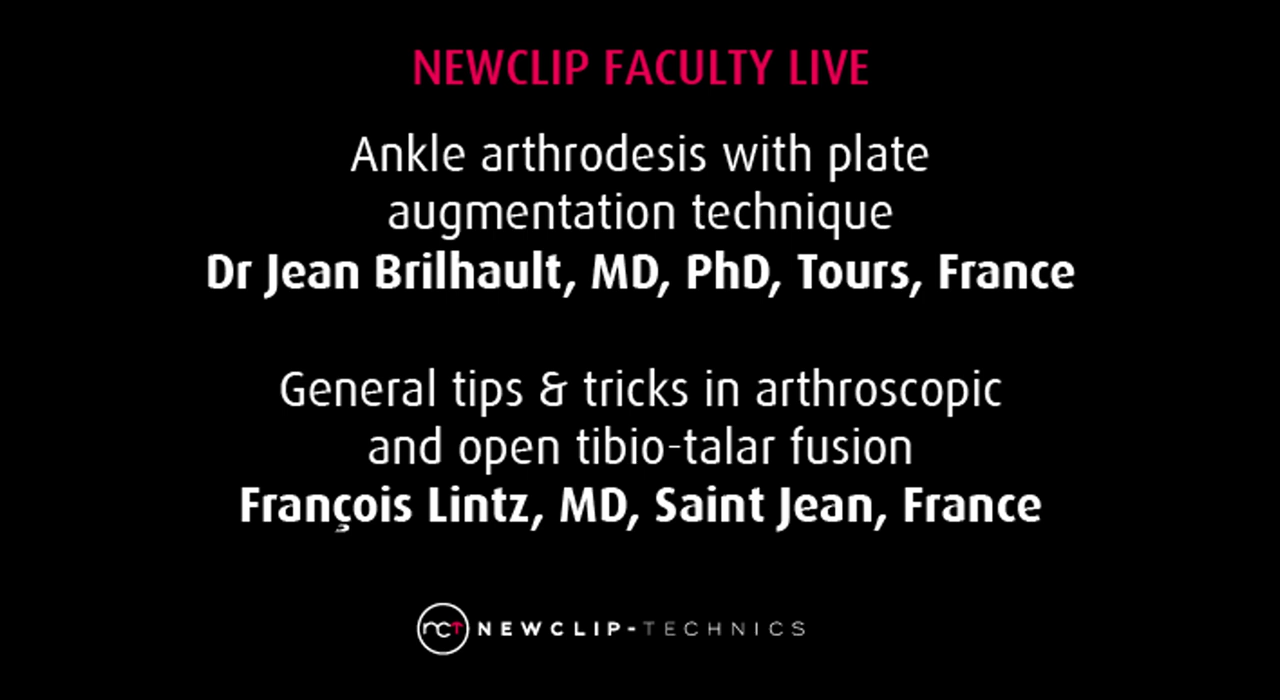 NEWCLIP FACULTY LIVE
Ankle arthrodesis with plate
augmentation technique
Dr Jean Brilhault, MD, PhD, Tours, France
General tips & tricks in arthroscopic
and open tibio-talar fusion
François Lintz, MD, Saint Jean, France
nct NEWCLIP-TECHNICS